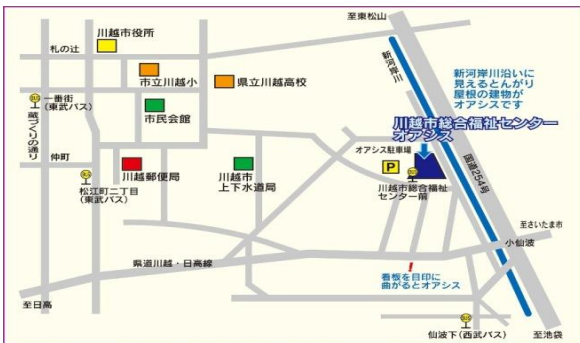 至東松山
川越市役所
札の辻
新河岸川
市立川越小
県立川越高校
新河岸川沿いに
見えるとんがり
屋根の建物が
オアシスです
BUS
一番街
(東武バス)
市民会館
蔵づくりの通り
川越市総合福祉センター
オアシス
オアシス駐車場
P
国道254号
仲町
川越郵便局
川越市
上下水道局
BUS
松江町二丁目
(東武バス)
BUS
川越市総合福祉
センター前
至さいたま市
小仙波
県道川越・日高線
!
看板を目印に
曲がるとオアシス
至日高
BUS
仙波下(西武バス)
至池袋